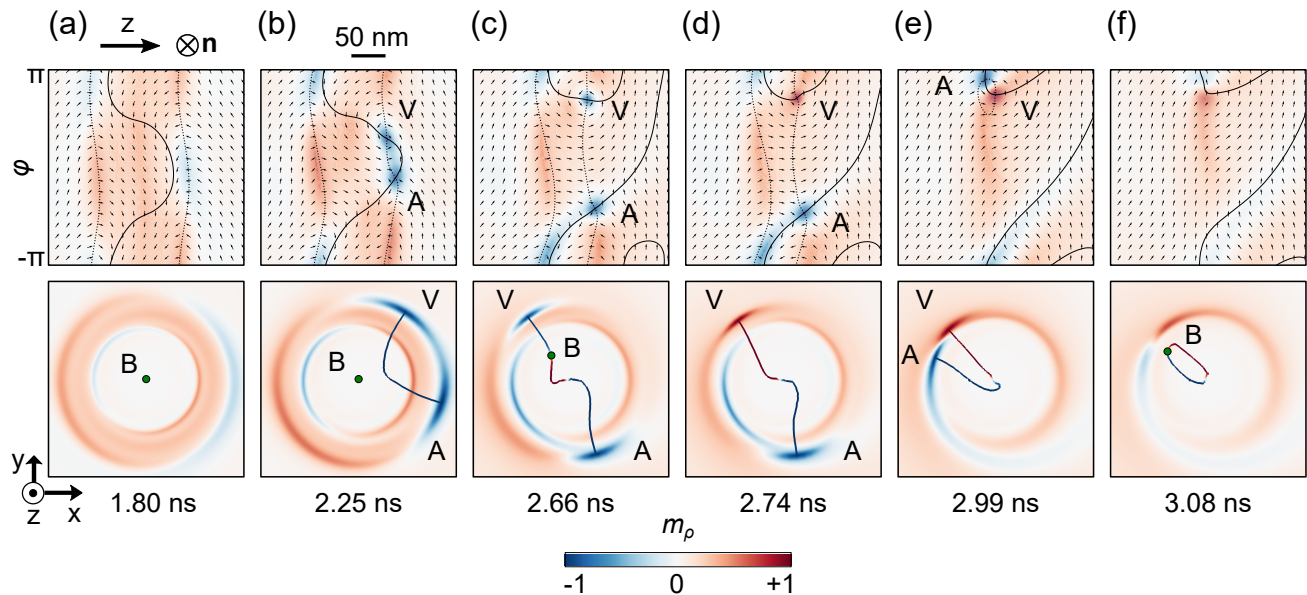 (a) (b) (c) (d) (e) (f)
z n 50 nm
π
V V V A V
φ
A A A
-π
V V V V
B B B B
A
A A A
y
z x
1.80 ns 2.25 ns 2.66 ns 2.74 ns 2.99 ns 3.08 ns
mρ
-1 0 +1